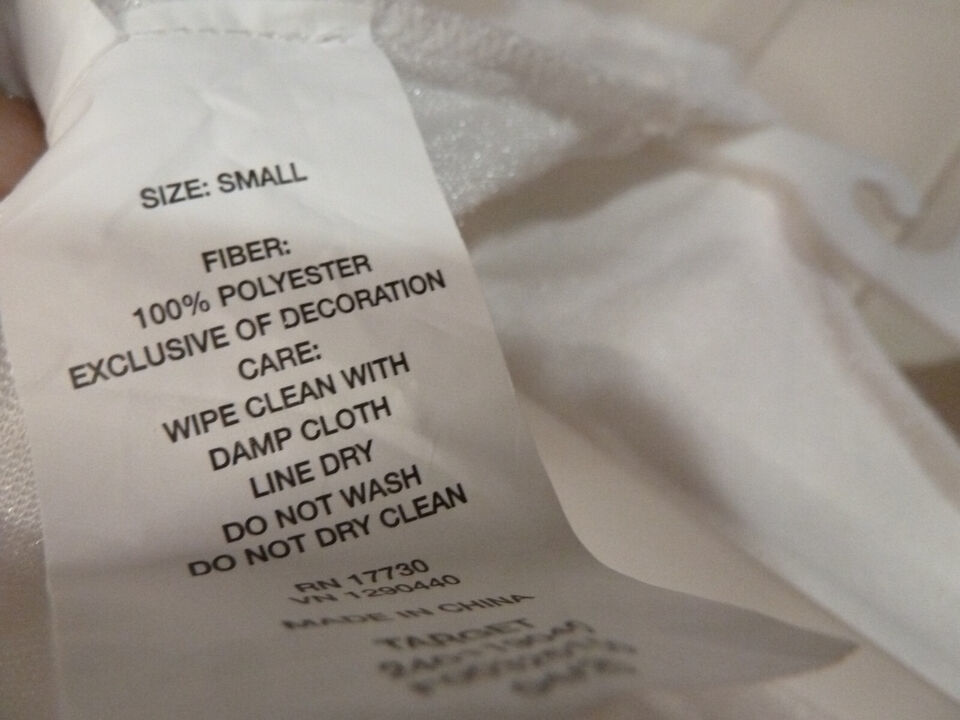 SIZE: SMALL
FIBER:
100% POLYESTER
EXCLUSIVE OF DECORATION
CARE:
WIPE CLEAN WITH
DAMP CLOTH
LINE DRY
DO NOT WASH
DO NOT DRY CLEAN
RN 17730
VN 1290440
MADE IN CHINA
TARGET